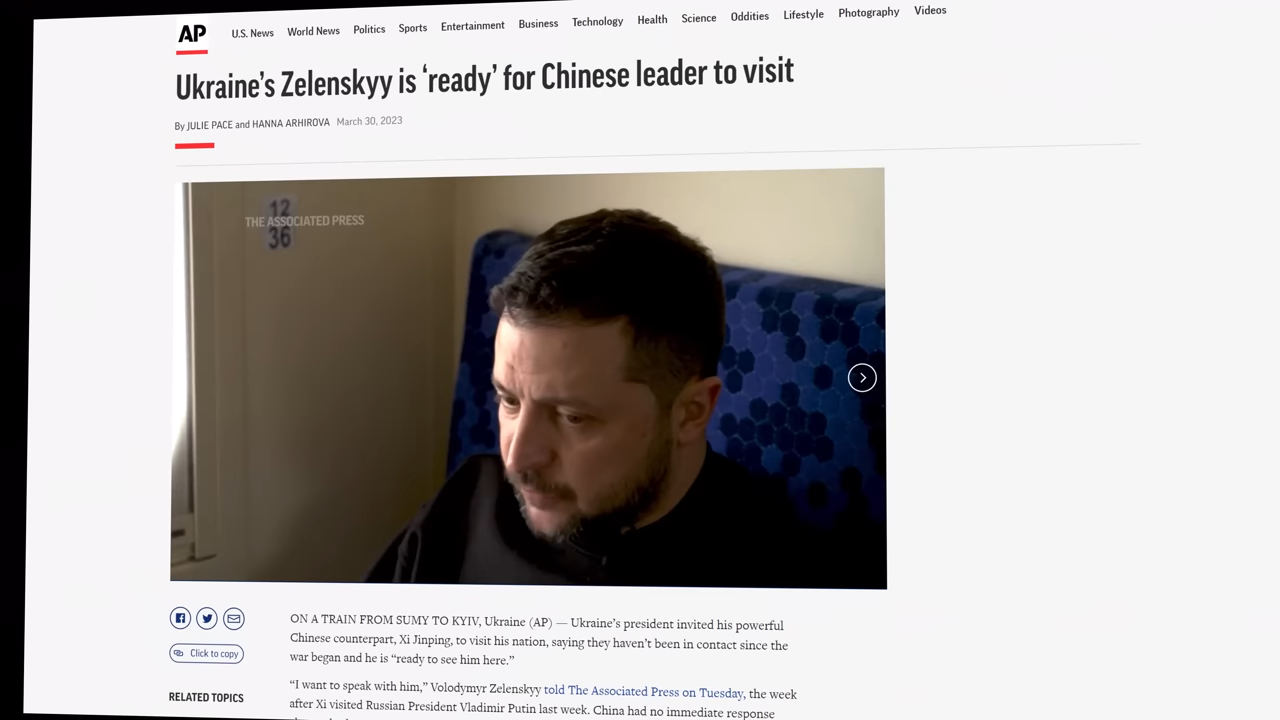 AP
U.S. News World News Politics Sports Entertainment Business Technology Health Science Oddities Lifestyle Photography Videos
Ukraine's Zelenskyy is ‘ready’ for Chinese leader to visit
By JULIE PACE and HANNA ARHIROVA March 30, 2023
12
THE ASSOCIATED PRESS
36
ON A TRAIN FROM SUMY TO KYIV, Ukraine (AP) — Ukraine's president invited his powerful
Chinese counterpart, Xi Jinping, to visit his nation, saying they haven't been in contact since the
war began and he is “ready to see him here.”
Click to copy
RELATED TOPICS
“I want to speak with him,” Volodymyr Zelenskyy told The Associated Press on Tuesday, the week
after Xi visited Russian President Vladimir Putin last week. China had no immediate response